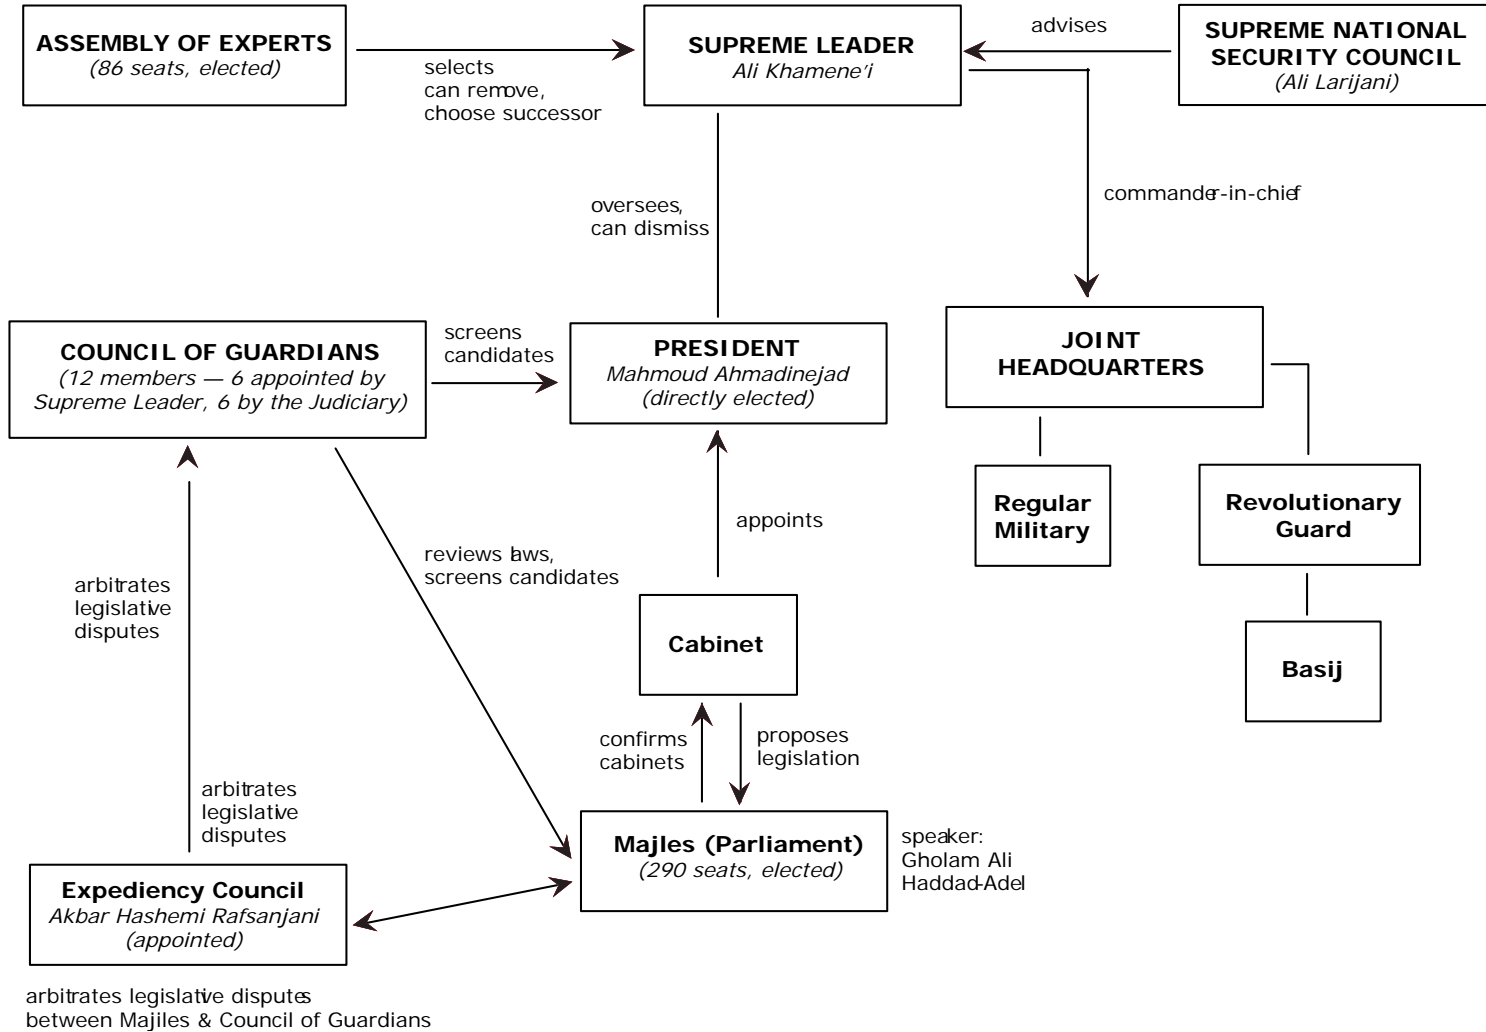 ASSEMBLY OF EXPERTS
(86 seats, elected)
selects
can remove,
choose successor
SUPREME LEADER
Ali Khamene'i
advises
SUPREME NATIONAL
SECURITY COUNCIL
(Ali Larijani)
oversees,
can dismiss
commander-in-chief
COUNCIL OF GUARDIANS
(12 members — 6 appointed by
Supreme Leader, 6 by the Judiciary)
screens
candidates
PRESIDENT
Mahmoud Ahmadinejad
(directly elected)
JOINT
HEADQUARTERS
Regular
Military
Revolutionary
Guard
Basij
appoints
reviews laws,
screens candidates
arbitrates
legislative
disputes
Cabinet
confirms
cabinets
proposes
legislation
arbitrates
legislative
disputes
Majles (Parliament)
(290 seats, elected)
speaker:
Gholam Ali
Haddad-Adel
Expediency Council
Akbar Hashemi Rafsanjani
(appointed)
arbitrates legislative disputes
between Majiles & Council of Guardians